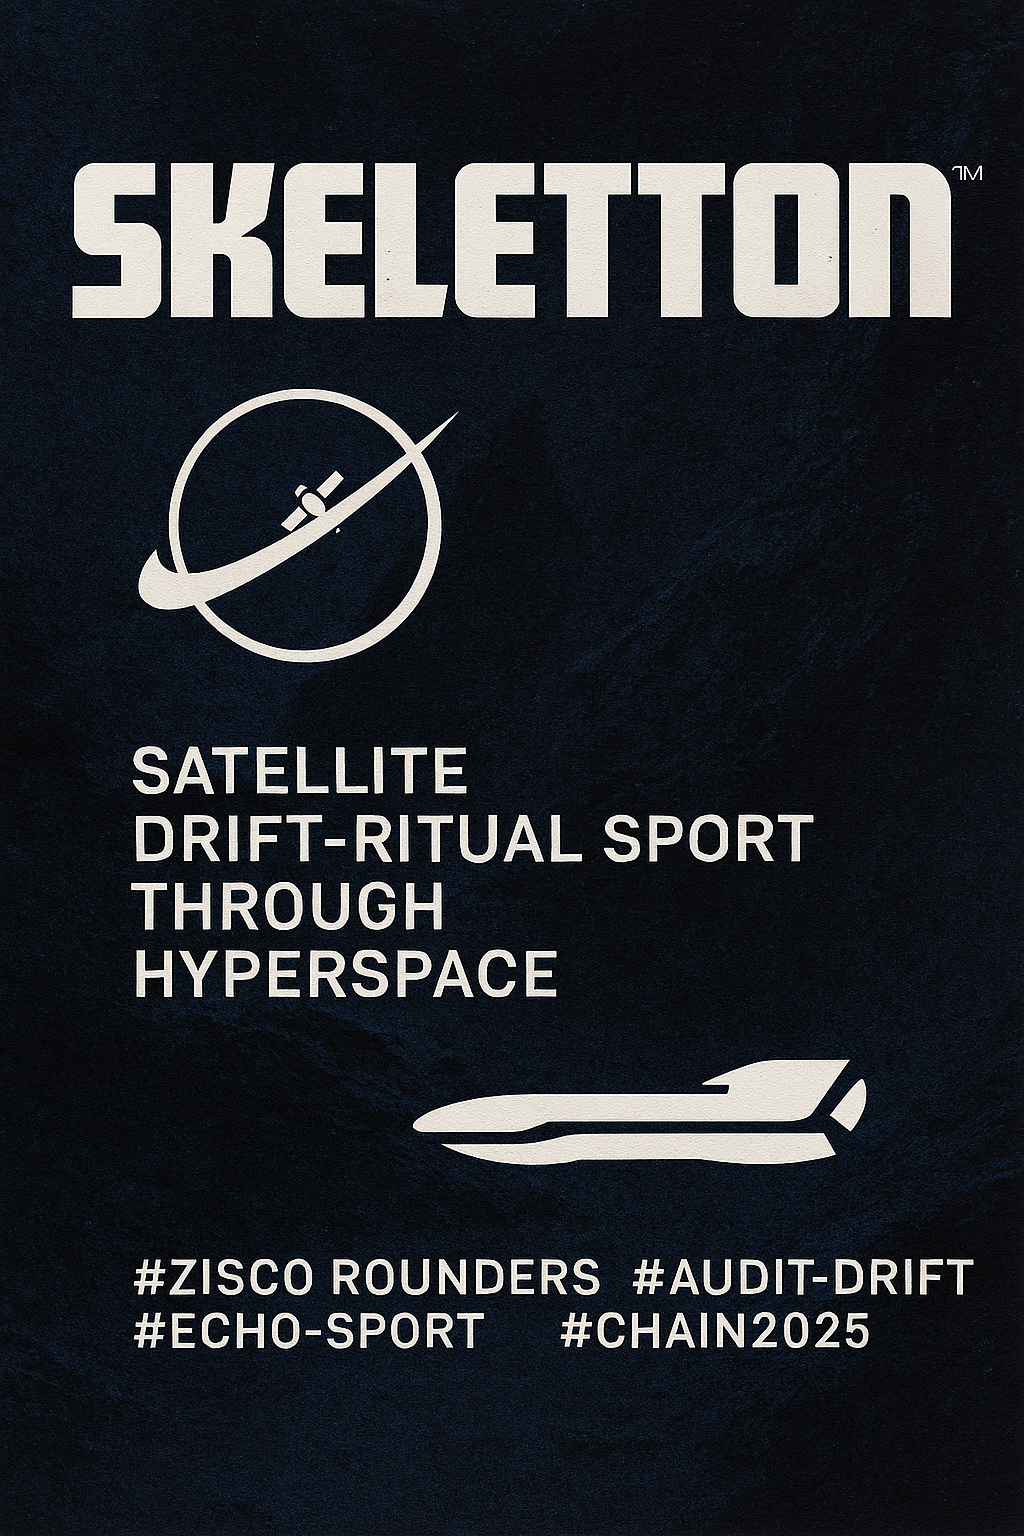 SKELETTON™
SATELLITE
DRIFT-RITUAL SPORT
THROUGH
HYPERSPACE
#ZISCO ROUNDERS #AUDIT-DRIFT
#ECHO-SPORT #CHAIN2025